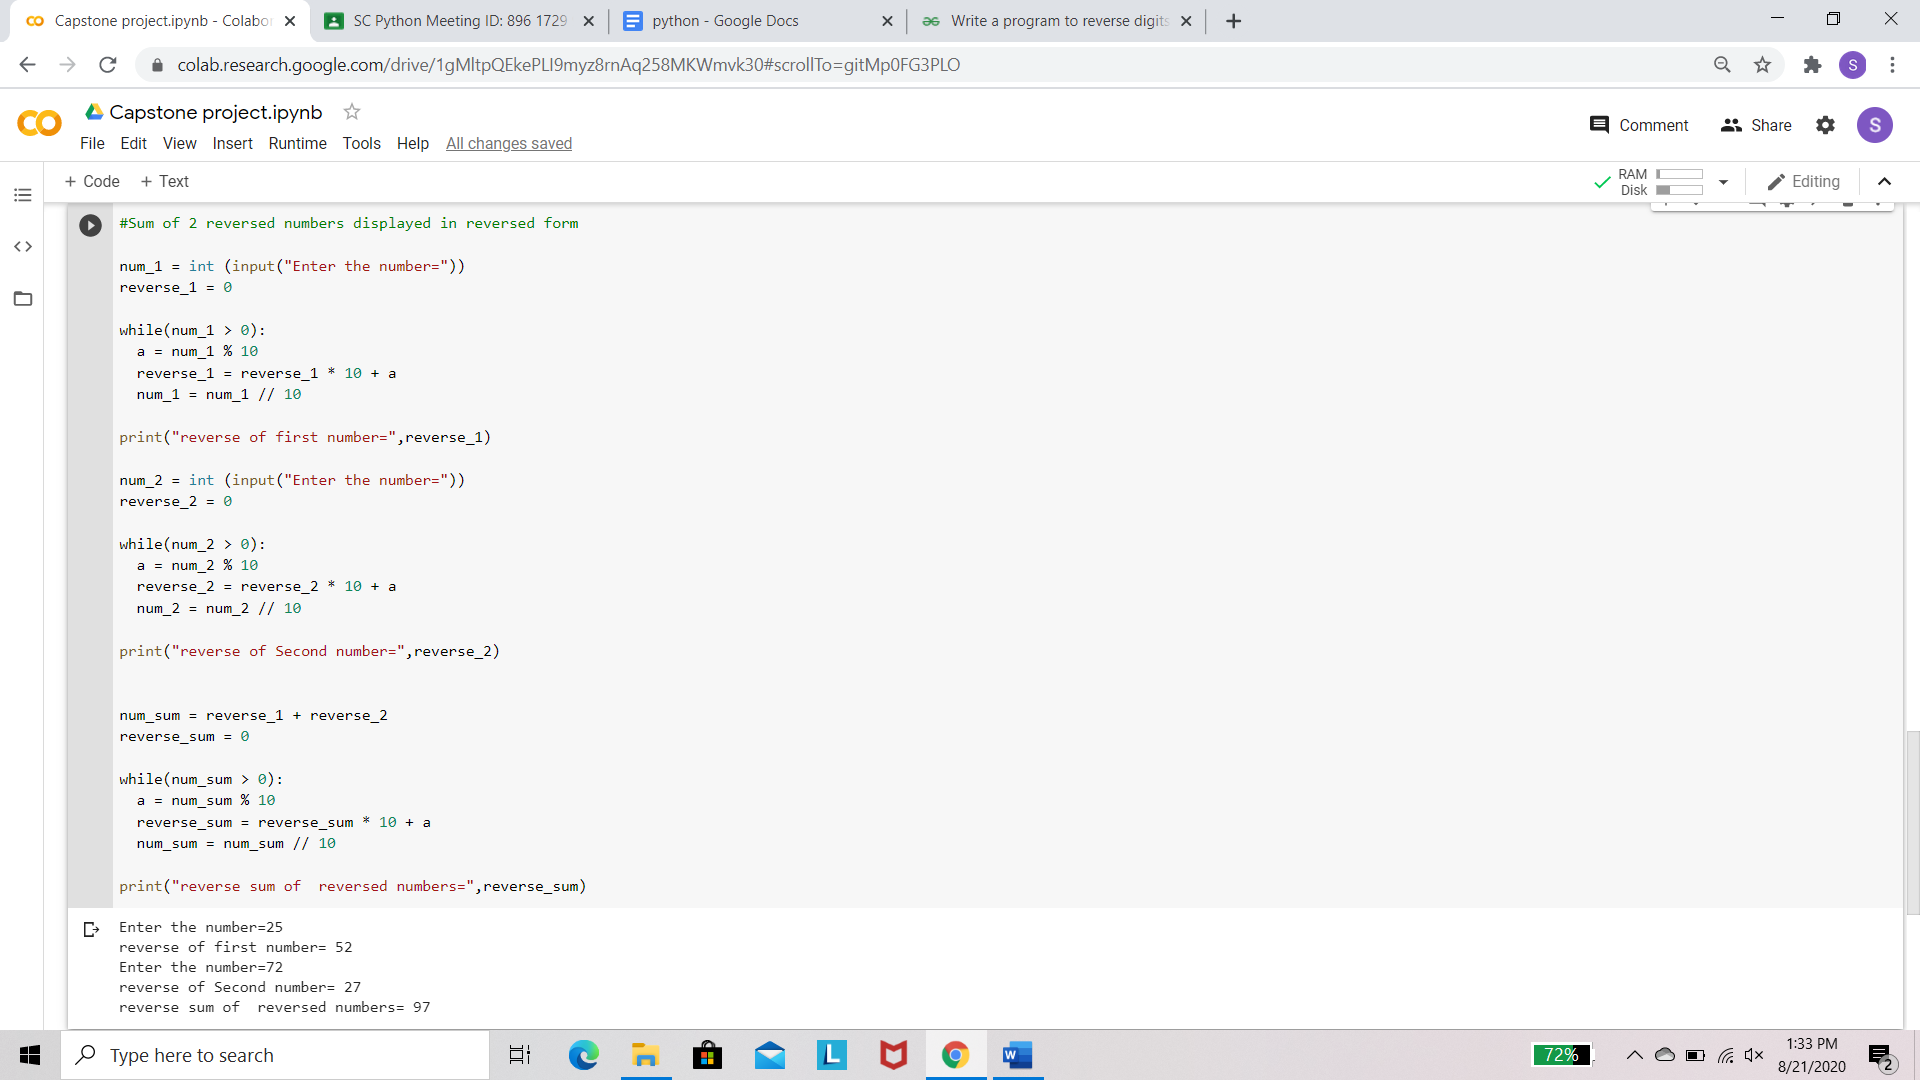 Capstone project.ipynb - Colabor
SC Python Meeting ID: 896 1729
python - Google Docs
Write a program to reverse digits
colab.research.google.com/drive/1gMltpQEkePLI9myz8rnAq258MKWmvk30#scrollTo=gitMp0FG3PLO
S
Capstone project.ipynb
Comment
Share
S
File Edit View Insert Runtime Tools Help All changes saved
+ Code + Text
RAM
Disk
Editing
#Sum of 2 reversed numbers displayed in reversed form
num_1 = int (input("Enter the number="))
reverse_1 = 0
while(num_1 > 0):
  a = num_1 % 10
  reverse_1 = reverse_1 * 10 + a
  num_1 = num_1 // 10
print("reverse of first number=",reverse_1)
num_2 = int (input("Enter the number="))
reverse_2 = 0
while(num_2 > 0):
  a = num_2 % 10
  reverse_2 = reverse_2 * 10 + a
  num_2 = num_2 // 10
print("reverse of Second number=",reverse_2)
num_sum = reverse_1 + reverse_2
reverse_sum = 0
while(num_sum > 0):
  a = num_sum % 10
  reverse_sum = reverse_sum * 10 + a
  num_sum = num_sum // 10
print("reverse sum of  reversed numbers=",reverse_sum)
Enter the number=25
reverse of first number= 52
Enter the number=72
reverse of Second number= 27
reverse sum of  reversed numbers= 97
Type here to search
L
W
72%
1:33 PM
8/21/2020
2